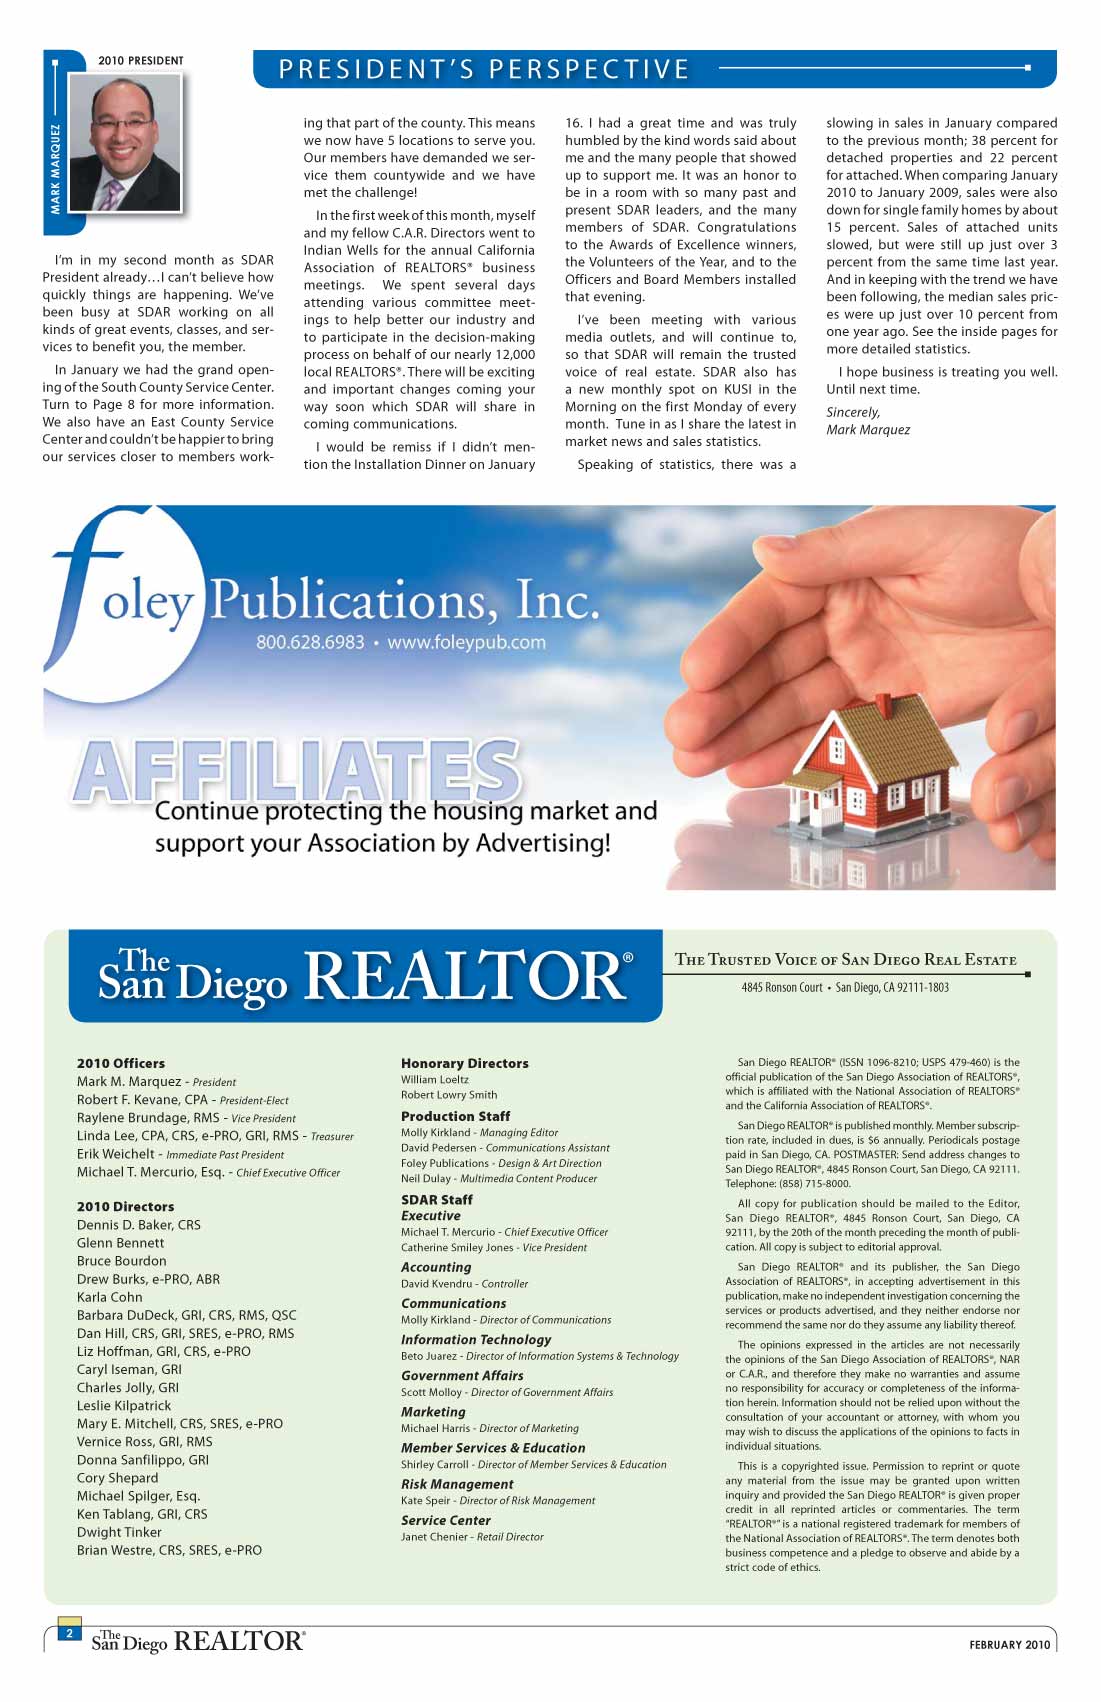 2010 PRESIDENT
MARK MARQUEZ
PRESIDENT'S PERSPECTIVE
I'm in my second month as SDAR
President already…I can't believe how
quickly things are happening. We've
been busy at SDAR working on all
kinds of great events, classes, and ser-
vices to benefit you, the member.
In January we had the grand open-
ing of the South County Service Center.
Turn to Page 8 for more information.
We also have an East County Service
Center and couldn't be happier to bring
our services closer to members work-
ing that part of the county. This means
we now have 5 locations to serve you.
Our members have demanded we ser-
vice them countywide and we have
met the challenge!
In the first week of this month, myself
and my fellow C.A.R. Directors went to
Indian Wells for the annual California
Association of REALTORS® business
meetings. We spent several days
attending various committee meet-
ings to help better our industry and
to participate in the decision-making
process on behalf of our nearly 12,000
local REALTORS®. There will be exciting
and important changes coming your
way soon which SDAR will share in
coming communications.
I would be remiss if I didn't men-
tion the Installation Dinner on January
16. I had a great time and was truly
humbled by the kind words said about
me and the many people that showed
up to support me. It was an honor to
be in a room with so many past and
present SDAR leaders, and the many
members of SDAR. Congratulations
to the Awards of Excellence winners,
the Volunteers of the Year, and to the
Officers and Board Members installed
that evening.
I've been meeting with various
media outlets, and will continue to,
so that SDAR will remain the trusted
voice of real estate. SDAR also has
a new monthly spot on KUSI in the
Morning on the first Monday of every
month. Tune in as I share the latest in
market news and sales statistics.
Speaking of statistics, there was a
slowing in sales in January compared
to the previous month; 38 percent for
detached properties and 22 percent
for attached. When comparing January
2010 to January 2009, sales were also
down for single family homes by about
15 percent. Sales of attached units
slowed, but were still up just over 3
percent from the same time last year.
And in keeping with the trend we have
been following, the median sales pric-
es were up just over 10 percent from
one year ago. See the inside pages for
more detailed statistics.
I hope business is treating you well.
Until next time.
Sincerely,
Mark Marquez
foley Publications, Inc.
800.628.6983 • www.foleypub.com
AFFILIATES
Continue protecting the housing market and
support your Association by Advertising!
The San Diego REALTOR®
THE TRUSTED VOICE OF SAN DIEGO REAL ESTATE
4845 Ronson Court • San Diego, CA 92111-1803
2010 Officers
Mark M. Marquez - President
Robert F. Kevane, CPA - President-Elect
Raylene Brundage, RMS - Vice President
Linda Lee, CPA, CRS, e-PRO, GRI, RMS - Treasurer
Erik Weichelt - Immediate Past President
Michael T. Mercurio, Esq. - Chief Executive Officer
2010 Directors
Dennis D. Baker, CRS
Glenn Bennett
Bruce Bourdon
Drew Burks, e-PRO, ABR
Karla Cohn
Barbara DuDeck, GRI, CRS, RMS, QSC
Dan Hill, CRS, GRI, SRES, e-PRO, RMS
Liz Hoffman, GRI, CRS, e-PRO
Caryl Iseman, GRI
Charles Jolly, GRI
Leslie Kilpatrick
Mary E. Mitchell, CRS, SRES, e-PRO
Vernice Ross, GRI, RMS
Donna Sanfilippo, GRI
Cory Shepard
Michael Spilger, Esq.
Ken Tablang, GRI, CRS
Dwight Tinker
Brian Westre, CRS, SRES, e-PRO
Honorary Directors
William Loeltz
Robert Lowry Smith
Production Staff
Molly Kirkland - Managing Editor
David Pedersen - Communications Assistant
Foley Publications - Design & Art Direction
Neil Dulay - Multimedia Content Producer
SDAR Staff
Executive
Michael T. Mercurio - Chief Executive Officer
Catherine Smiley Jones - Vice President
Accounting
David Kvendru - Controller
Communications
Molly Kirkland - Director of Communications
Information Technology
Beto Juarez - Director of Information Systems & Technology
Government Affairs
Scott Molloy - Director of Government Affairs
Marketing
Michael Harris - Director of Marketing
Member Services & Education
Shirley Carroll - Director of Member Services & Education
Risk Management
Kate Speir - Director of Risk Management
Service Center
Janet Chenier - Retail Director
San Diego REALTOR® (ISSN 1096-8210; USPS 479-460) is the
official publication of the San Diego Association of REALTORS®,
which is affiliated with the National Association of REALTORS®
and the California Association of REALTORS®.
San Diego REALTOR® is published monthly. Member subscrip-
tion rate, included in dues, is $6 annually. Periodicals postage
paid in San Diego, CA. POSTMASTER: Send address changes to
San Diego REALTOR®, 4845 Ronson Court, San Diego, CA 92111.
Telephone: (858) 715-8000.
All copy for publication should be mailed to the Editor,
San Diego REALTOR®, 4845 Ronson Court, San Diego, CA
92111, by the 20th of the month preceding the month of publi-
cation. All copy is subject to editorial approval.
San Diego REALTOR® and its publisher, the San Diego
Association of REALTORS®, in accepting advertisement in this
publication, make no independent investigation concerning the
services or products advertised, and they neither endorse nor
recommend the same nor do they assume any liability thereof.
The opinions expressed in the articles are not necessarily
the opinions of the San Diego Association of REALTORS®, NAR
or C.A.R., and therefore they make no warranties and assume
no responsibility for accuracy or completeness of the informa-
tion herein. Information should not be relied upon without the
consultation of your accountant or attorney, with whom you
may wish to discuss the applications of the opinions to facts in
individual situations.
This is a copyrighted issue. Permission to reprint or quote
any material from the issue may be granted upon written
inquiry and provided the San Diego REALTOR® is given proper
credit in all reprinted articles or commentaries. The term
"REALTOR®" is a national registered trademark for members of
the National Association of REALTORS®. The term denotes both
business competence and a pledge to observe and abide by a
strict code of ethics.
2
The San Diego REALTOR®
FEBRUARY 2010